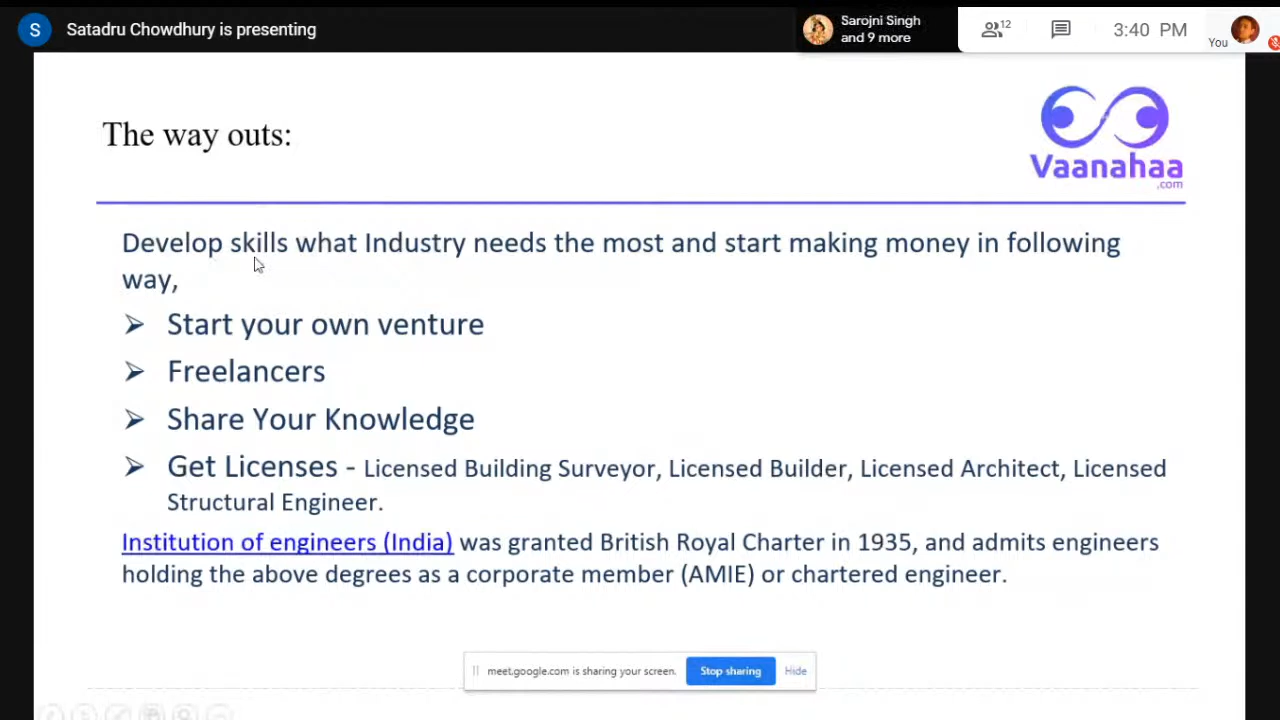 S Satadru Chowdhury is presenting
Sarojni Singh
and 9 more
12
3:40 PM
You
Vaanahaa
.com
The way outs:
Develop skills what Industry needs the most and start making money in following
way,
➢ Start your own venture
➢ Freelancers
➢ Share Your Knowledge
➢ Get Licenses - Licensed Building Surveyor, Licensed Builder, Licensed Architect, Licensed
Structural Engineer.
Institution of engineers (India) was granted British Royal Charter in 1935, and admits engineers
holding the above degrees as a corporate member (AMIE) or chartered engineer.
meet.google.com is sharing your screen. Stop sharing Hide